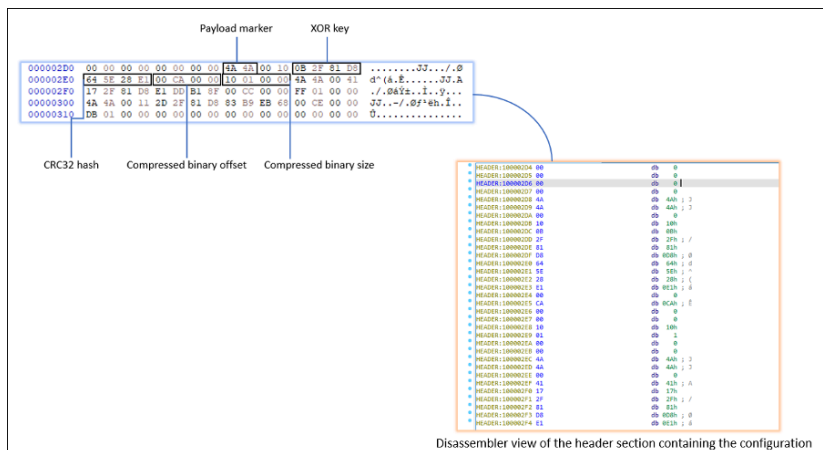 Payload marker
XOR key
000002D0 00 00 00 00 00 00 00 00 4A 4A 00 10 0B 2F 81 D8 ........JJ.../.Ø
000002E0 64 5E 28 E1 00 CA 00 00 10 01 00 00 4A 4A 00 41 d^(á.Ê......JJ.A
000002F0 17 2F 81 D8 E1 DD B1 8F 00 CC 00 00 FF 01 00 00 ./.ØáÝ±..Ì..ÿ...
00000300 4A 4A 00 11 2D 2F 81 D8 83 B9 EB 68 00 CE 00 00 JJ..-/.Øƒ¹ëh.Î..
00000310 DB 01 00 00 00 00 00 00 00 00 00 00 00 00 00 00 Û...............
CRC32 hash
Compressed binary offset
Compressed binary size
HEADER:100002D4 00 db 0
HEADER:100002D5 00 db 0
HEADER:100002D6 00 db 0
HEADER:100002D7 00 db 0
HEADER:100002D8 4A db 4Ah ; J
HEADER:100002D9 4A db 4Ah ; J
HEADER:100002DA 00 db 0
HEADER:100002DB 10 db 10h
HEADER:100002DC 0B db 0Bh
HEADER:100002DD 2F db 2Fh ; /
HEADER:100002DE 81 db 81h
HEADER:100002DF D8 db 0D8h ; Ø
HEADER:100002E0 64 db 64h ; d
HEADER:100002E1 5E db 5Eh ; ^
HEADER:100002E2 28 db 28h ; (
HEADER:100002E3 E1 db 0E1h ; á
HEADER:100002E4 00 db 0
HEADER:100002E5 CA db 0CAh ; Ê
HEADER:100002E6 00 db 0
HEADER:100002E7 00 db 0
HEADER:100002E8 10 db 10h
HEADER:100002E9 01 db 1
HEADER:100002EA 00 db 0
HEADER:100002EB 00 db 0
HEADER:100002EC 4A db 4Ah ; J
HEADER:100002ED 4A db 4Ah ; J
HEADER:100002EE 00 db 0
HEADER:100002EF 41 db 41h ; A
HEADER:100002F0 17 db 17h
HEADER:100002F1 2F db 2Fh ; /
HEADER:100002F2 81 db 81h
HEADER:100002F3 D8 db 0D8h ; Ø
HEADER:100002F4 E1 db 0E1h ; á
Disassembler view of the header section containing the configuration